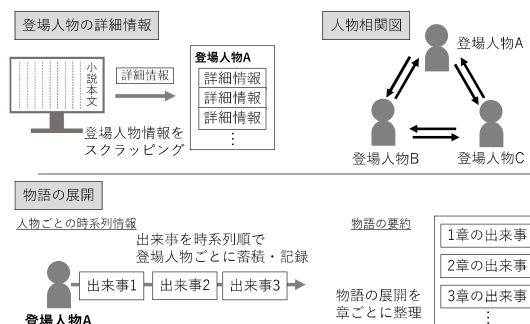 登場人物の詳細情報
小説本文
詳細情報
登場人物情報を
スクラッピング
登場人物A
詳細情報
詳細情報
詳細情報
⋮
人物相関図
登場人物A
登場人物B
登場人物C
物語の展開
人物ごとの時系列情報
出来事を時系列順で
登場人物ごとに蓄積・記録
出来事1
出来事2
出来事3
登場人物A
物語の要約
物語の展開を
章ごとに整理
1章の出来事
2章の出来事
3章の出来事
⋮